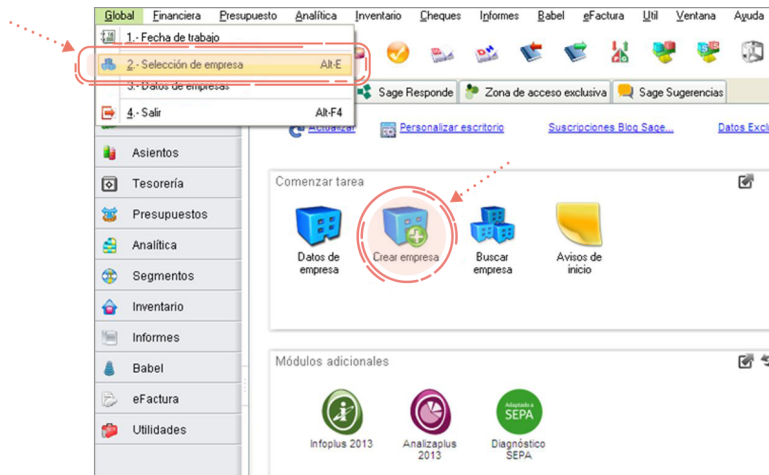 Global Financiera Presupuesto Analítica Inventario Cheques Informes Babel eFactura Util Ventana Ayuda
1.- Fecha de trabajo
2.- Selección de empresa Alt-E
3.- Datos de empresas
4.- Salir Alt-F4
Sage Responde Zona de acceso exclusiva Sage Sugerencias
Actualizar Personalizar escritorio Suscripciones Blog Sage... Datos Excl
Asientos
Tesorería
Presupuestos
Analítica
Segmentos
Inventario
Informes
Babel
eFactura
Utilidades
Comenzar tarea
Datos de empresa
Crear empresa
Buscar empresa
Avisos de inicio
Módulos adicionales
Adaptado a
SEPA
Infoplus 2013
Analizaplus 2013
Diagnóstico SEPA